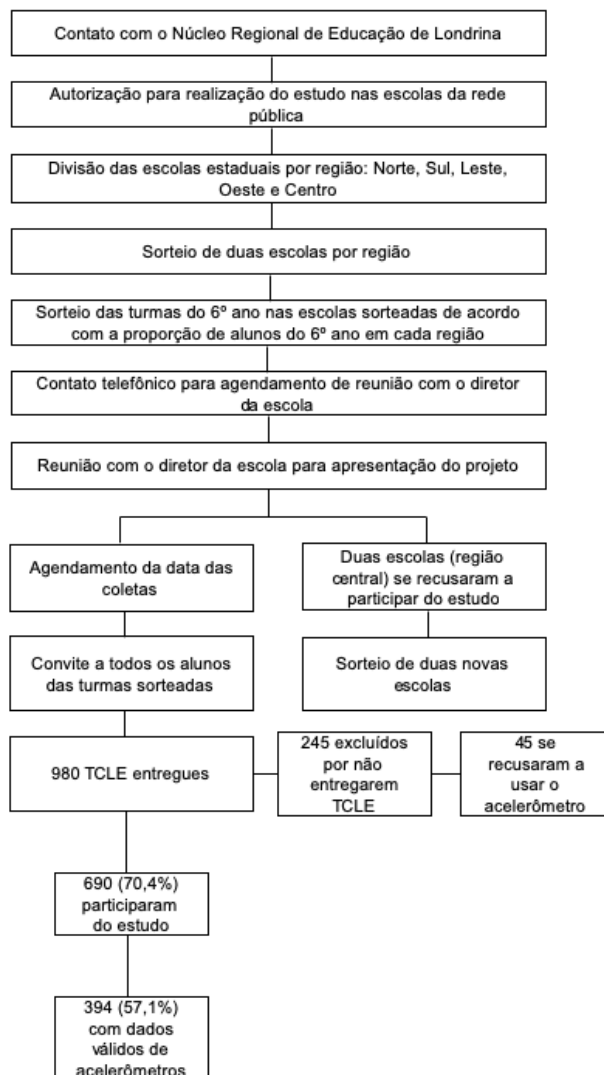 Contato com o Núcleo Regional de Educação de Londrina
Autorização para realização do estudo nas escolas da rede
pública
Divisão das escolas estaduais por região: Norte, Sul, Leste,
Oeste e Centro
Sorteio de duas escolas por região
Sorteio das turmas do 6º ano nas escolas sorteadas de acordo
com a proporção de alunos do 6º ano em cada região
Contato telefônico para agendamento de reunião com o diretor
da escola
Reunião com o diretor da escola para apresentação do projeto
Agendamento da data das
coletas
Duas escolas (região
central) se recusaram a
participar do estudo
Convite a todos os alunos
das turmas sorteadas
Sorteio de duas novas
escolas
980 TCLE entregues
245 excluídos
por não
entregarem
TCLE
45 se
recusaram a
usar o
acelerômetro
690 (70,4%)
participaram
do estudo
394 (57,1%)
com dados
válidos de
acelerômetros